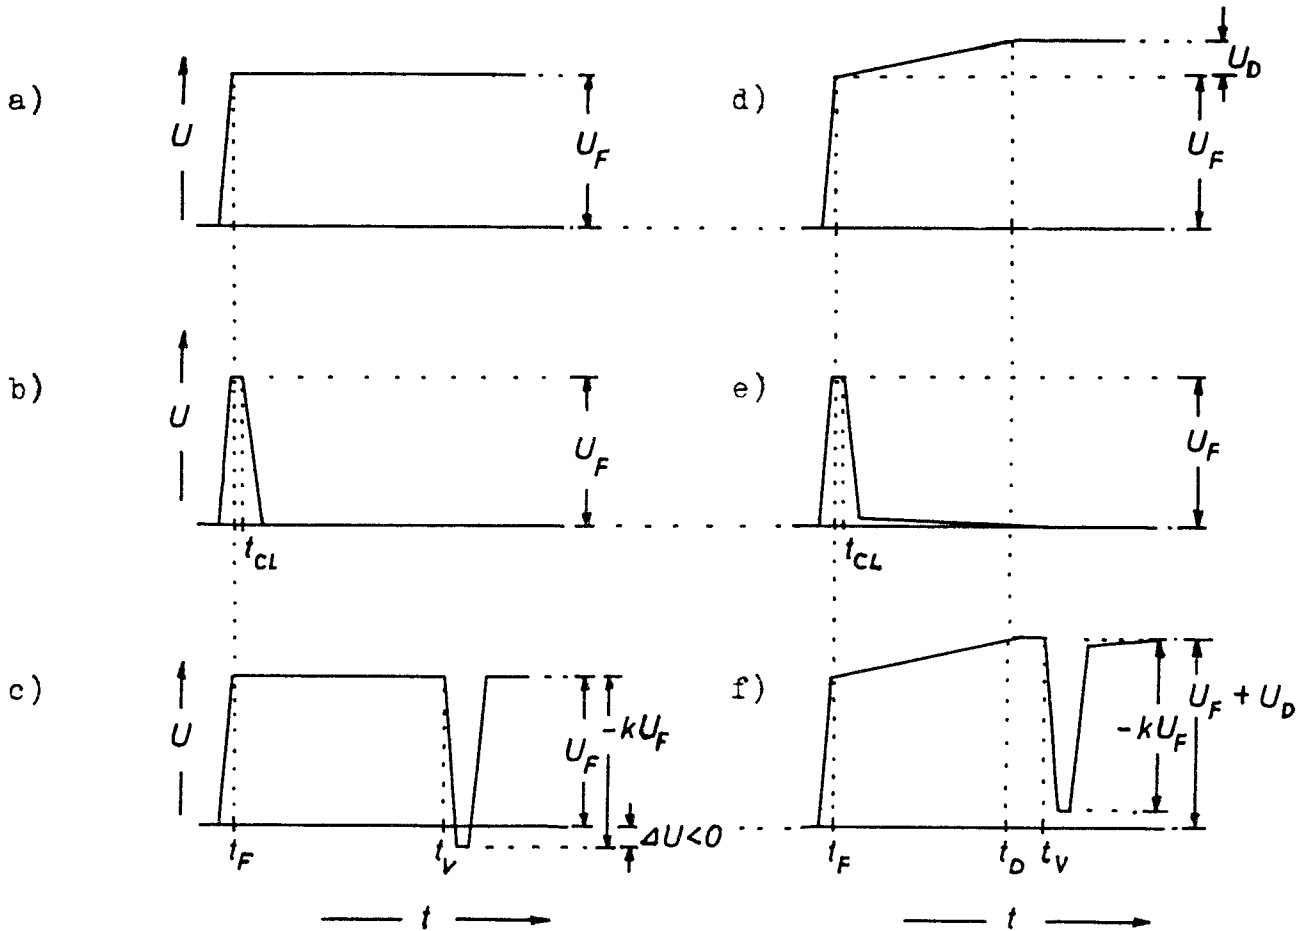 a)
U
U_F
d)
U_D
U_F
b)
U
U_F
t_CL
e)
U_F
t_CL
c)
U
U_F
-kU_F
ΔU<0
t_F
t_V
f)
-kU_F
U_F + U_D
t_F
t_D
t_V
t
t